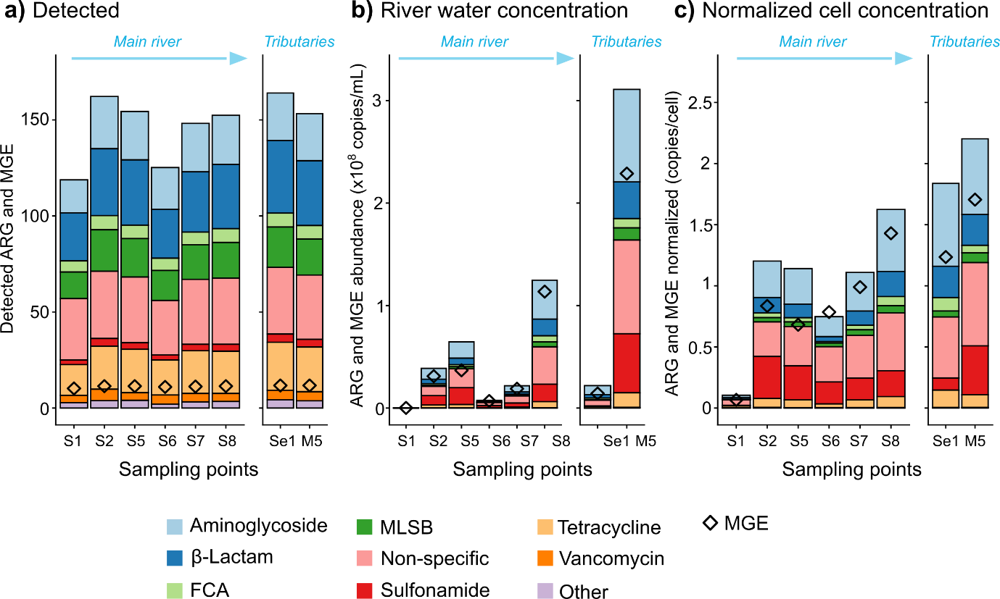 a) Detected
b) River water concentration
c) Normalized cell concentration
Main river
Tributaries
Main river
Tributaries
Main river
Tributaries
Detected ARG and MGE
150
100
50
0
S1 S2 S5 S6 S7 S8 Se1 M5
Sampling points
ARG and MGE abundance (x10⁸ copies/mL)
3
2
1
0
S1 S2 S5 S6 S7 S8 Se1 M5
Sampling points
ARG and MGE normalized (copies/cell)
2.5
2
1.5
1
0.5
0
S1 S2 S5 S6 S7 S8 Se1 M5
Sampling points
Aminoglycoside
β-Lactam
FCA
MLSB
Non-specific
Sulfonamide
Tetracycline
Vancomycin
Other
MGE